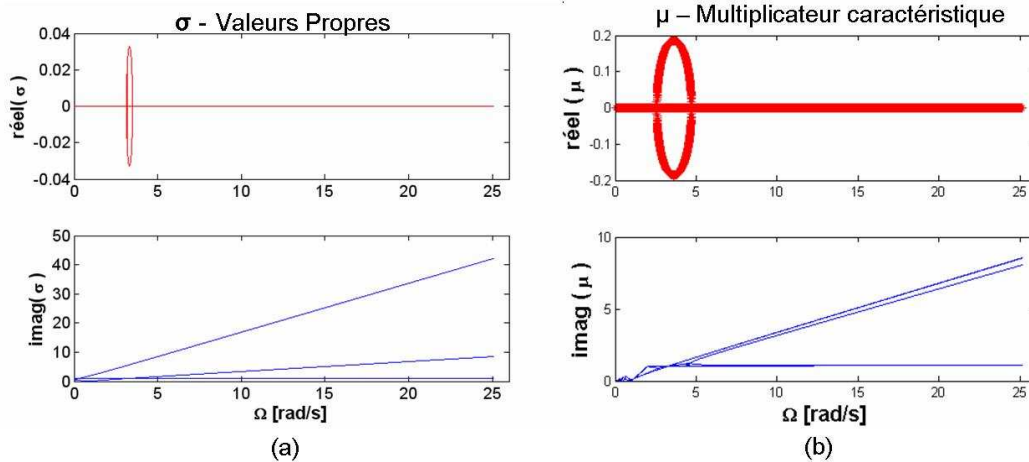 σ - Valeurs Propres
réel( σ )
0.04
0.02
0
-0.02
-0.04
0 5 10 15 20 25
imag( σ )
50
40
30
20
10
0
0 5 10 15 20 25
Ω [rad/s]
(a)
μ – Multiplicateur caractéristique
réel ( μ )
0.2
0.1
0
-0.1
-0.2
0 5 10 15 20 25
imag ( μ )
10
5
0
0 5 10 15 20 25
Ω [rad/s]
(b)